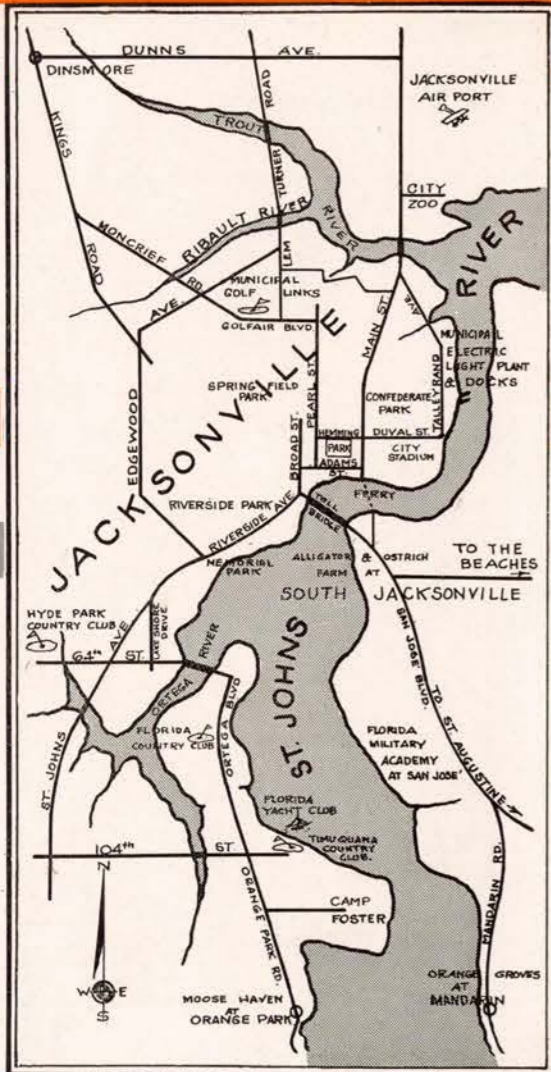 DUNNS AVE.
DINSMORE
JACKSONVILLE
AIR PORT
KINGS
ROAD
TROUT
RIVER
LEM
TURNER
ROAD
RIBAULT RIVER
CITY
ZOO
MONCRIEF
RD.
RIVER
MUNICIPAL
GOLF LINKS
GOLFAIR BLVD.
MAIN ST.
AVE
TALLEYRAND
MUNICIPAL
ELECTRIC
LIGHT PLANT
& DOCKS
EDGEWOOD
AVE.
JACKSONVILLE
SPRINGFIELD
PARK
PEARL ST.
BROAD ST.
CONFEDERATE
PARK
HEMMING
PARK
DUVAL ST.
ADAMS
ST.
CITY
STADIUM
RIVERSIDE PARK
RIVERSIDE AVE
TOLL
BRIDGE
FERRY
MEMORIAL
PARK
ALLIGATOR & OSTRICH
FARM AT
SOUTH JACKSONVILLE
TO THE
BEACHES
HYDE PARK
COUNTRY CLUB
64th ST.
LAKE SHORE
DRIVE
ST. JOHNS
AVE
ORTEGA RIVER
FLORIDA
COUNTRY CLUB
ORTEGA BLVD
ST. JOHNS
RIVER
SAN JOSE BLVD.
TO ST. AUGUSTINE
FLORIDA
MILITARY
ACADEMY
AT SAN JOSE'
FLORIDA
YACHT CLUB
TIMUQUANA
COUNTRY
CLUB.
104th ST.
ORANGE PARK RD.
CAMP
FOSTER
MANDARIN RD.
MOOSE HAVEN
AT
ORANGE PARK
ORANGE GROVES
AT
MANDARIN
N
W E
S